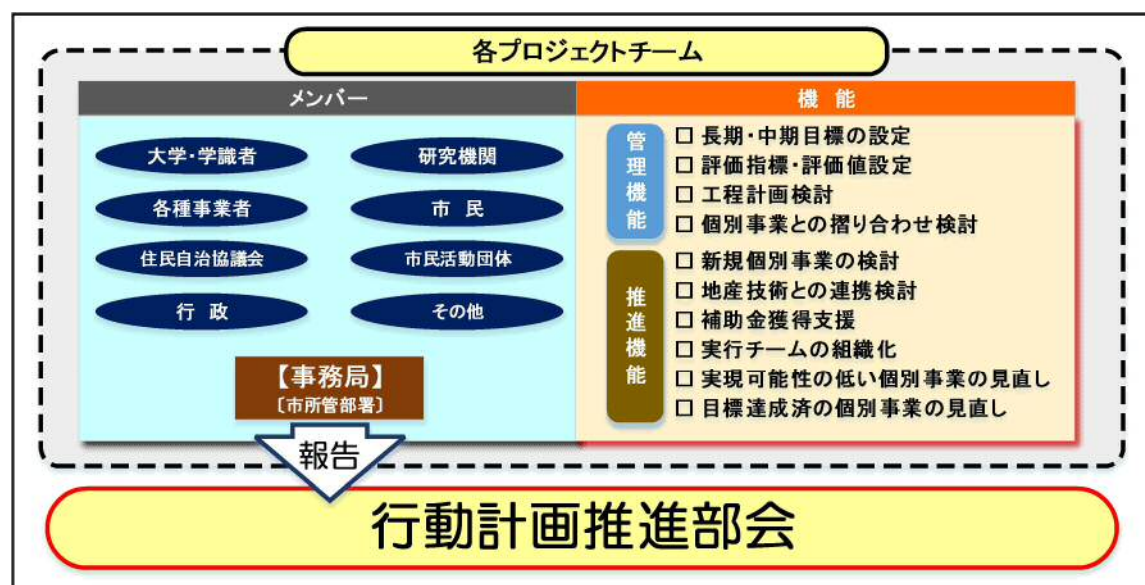 各プロジェクトチーム
メンバー
大学・学識者
研究機関
各種事業者
市 民
住民自治協議会
市民活動団体
行 政
その他
【事務局】
〔市所管部署〕
機 能
管理機能
□ 長期・中期目標の設定
□ 評価指標・評価値設定
□ 工程計画検討
□ 個別事業との摺り合わせ検討
推進機能
□ 新規個別事業の検討
□ 地産技術との連携検討
□ 補助金獲得支援
□ 実行チームの組織化
□ 実現可能性の低い個別事業の見直し
□ 目標達成済の個別事業の見直し
報告
行動計画推進部会